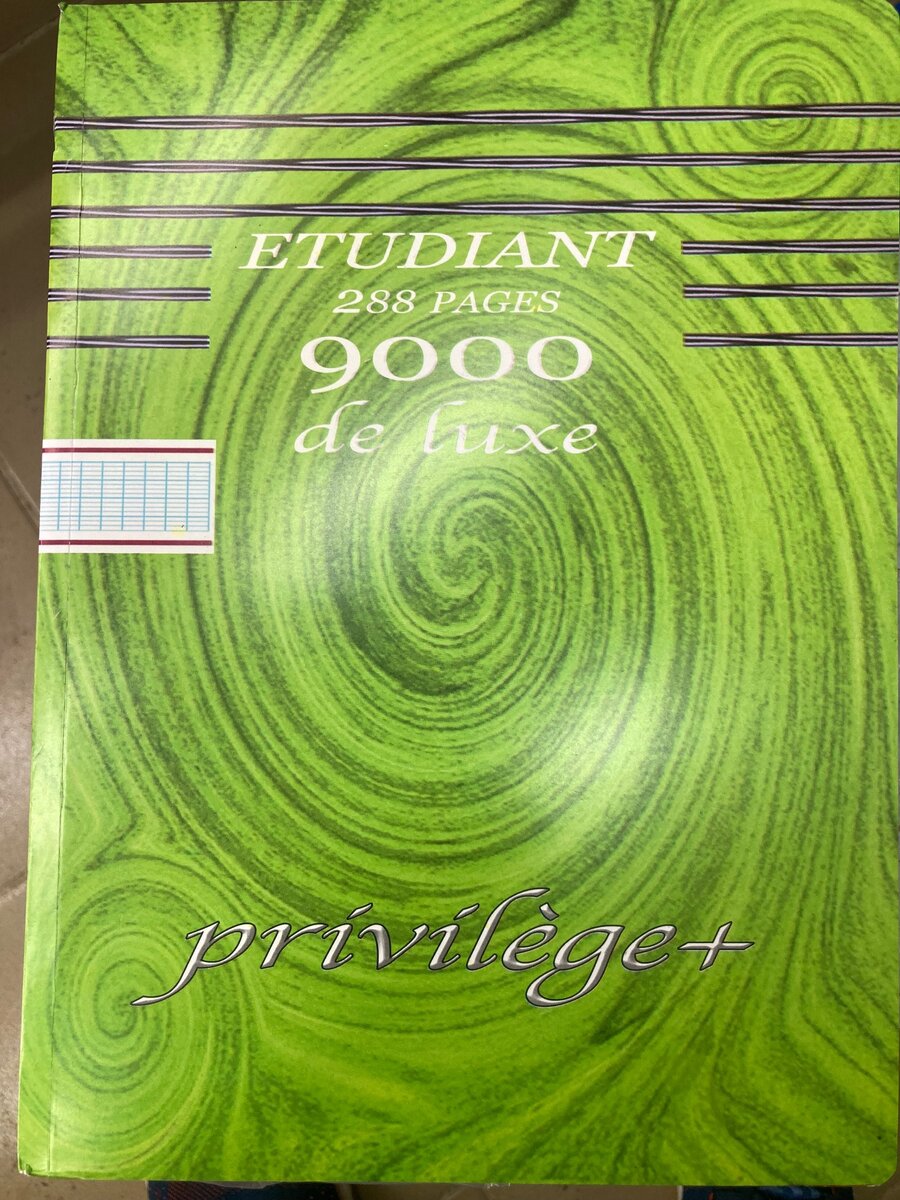 ETUDIANT
288 PAGES
9000
de luxe
privilège+